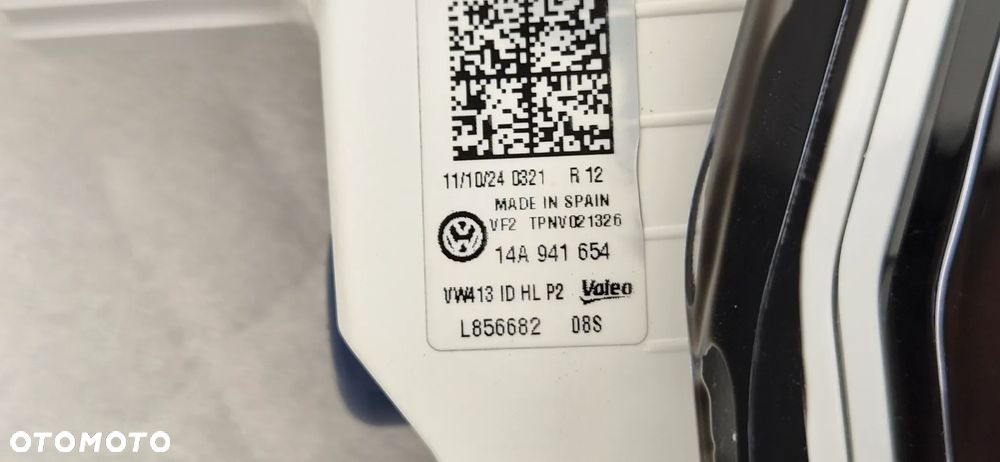 11/10/24 0321 R 12
MADE IN SPAIN
VF2 TPNV021326
14A 941 654
VW413 ID HL P2 Valeo
L856682 08S
OTOMOTO